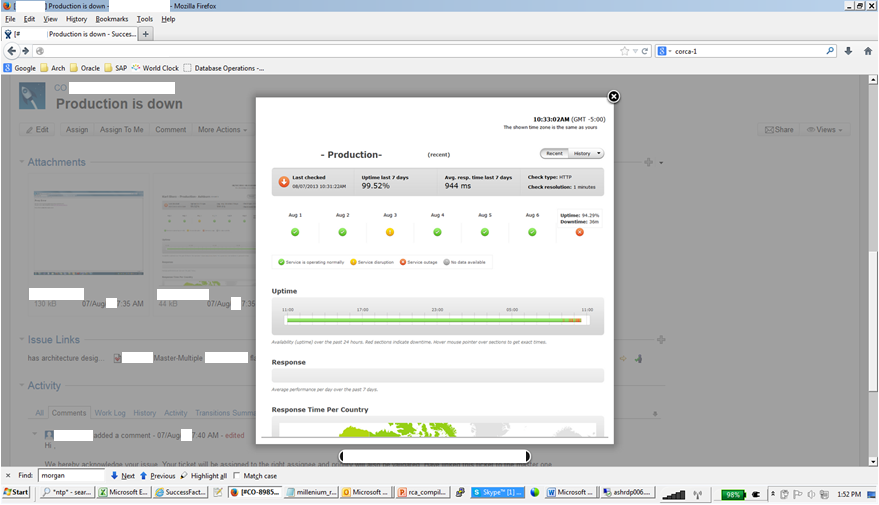 [ Production is down - - Mozilla Firefox
File Edit View History Bookmarks Tools Help
[# Production is down - Succes... +
corca-1
Google Arch Oracle SAP World Clock Database Operations -...
CO
Production is down
Edit Assign Assign To Me Comment More Actions Share Views
Attachments
130 kB 07/Aug 7:35 AM 44 kB 07/Aug 7:35
Issue Links
has architecture desig... Master-Multiple
Activity
All Comments Work Log History Activity Transitions Summa
added a comment - 07/Aug 7:40 AM - edited
Hi ,
We hereby acknowledge your issue. Your ticket will be assigned to the right assignee and
10:33:02AM (GMT -5:00)
The shown time zone is the same as yours
- Production- (recent)
Recent History
Last checked Uptime last 7 days Avg. resp. time last 7 days Check type: HTTP
08/07/2013 10:31:22AM 99.52% 944 ms Check resolution: 1 minutes
Aug 1 Aug 2 Aug 3 Aug 4 Aug 5 Aug 6 Uptime: 94.29%
Downtime: 36m
Service is operating normally Service disruption Service outage No data available
Uptime
11:00 17:00 23:00 05:00 11:00
Availability (uptime) over the past 24 hours. Red sections indicate downtime. Hover mouse pointer over sections to get exact times.
Response
Average performance per day over the past 7 days.
Response Time Per Country
Find: morgan Next Previous Highlight all Match case
Start "ntp" - sear... Microsoft E... SuccessFact... [#CO-8985... millenium_r... Microsoft ... rca_compil... Skype™ [1] ... Microsoft W... ashrdp006.... 98% 1:52 PM